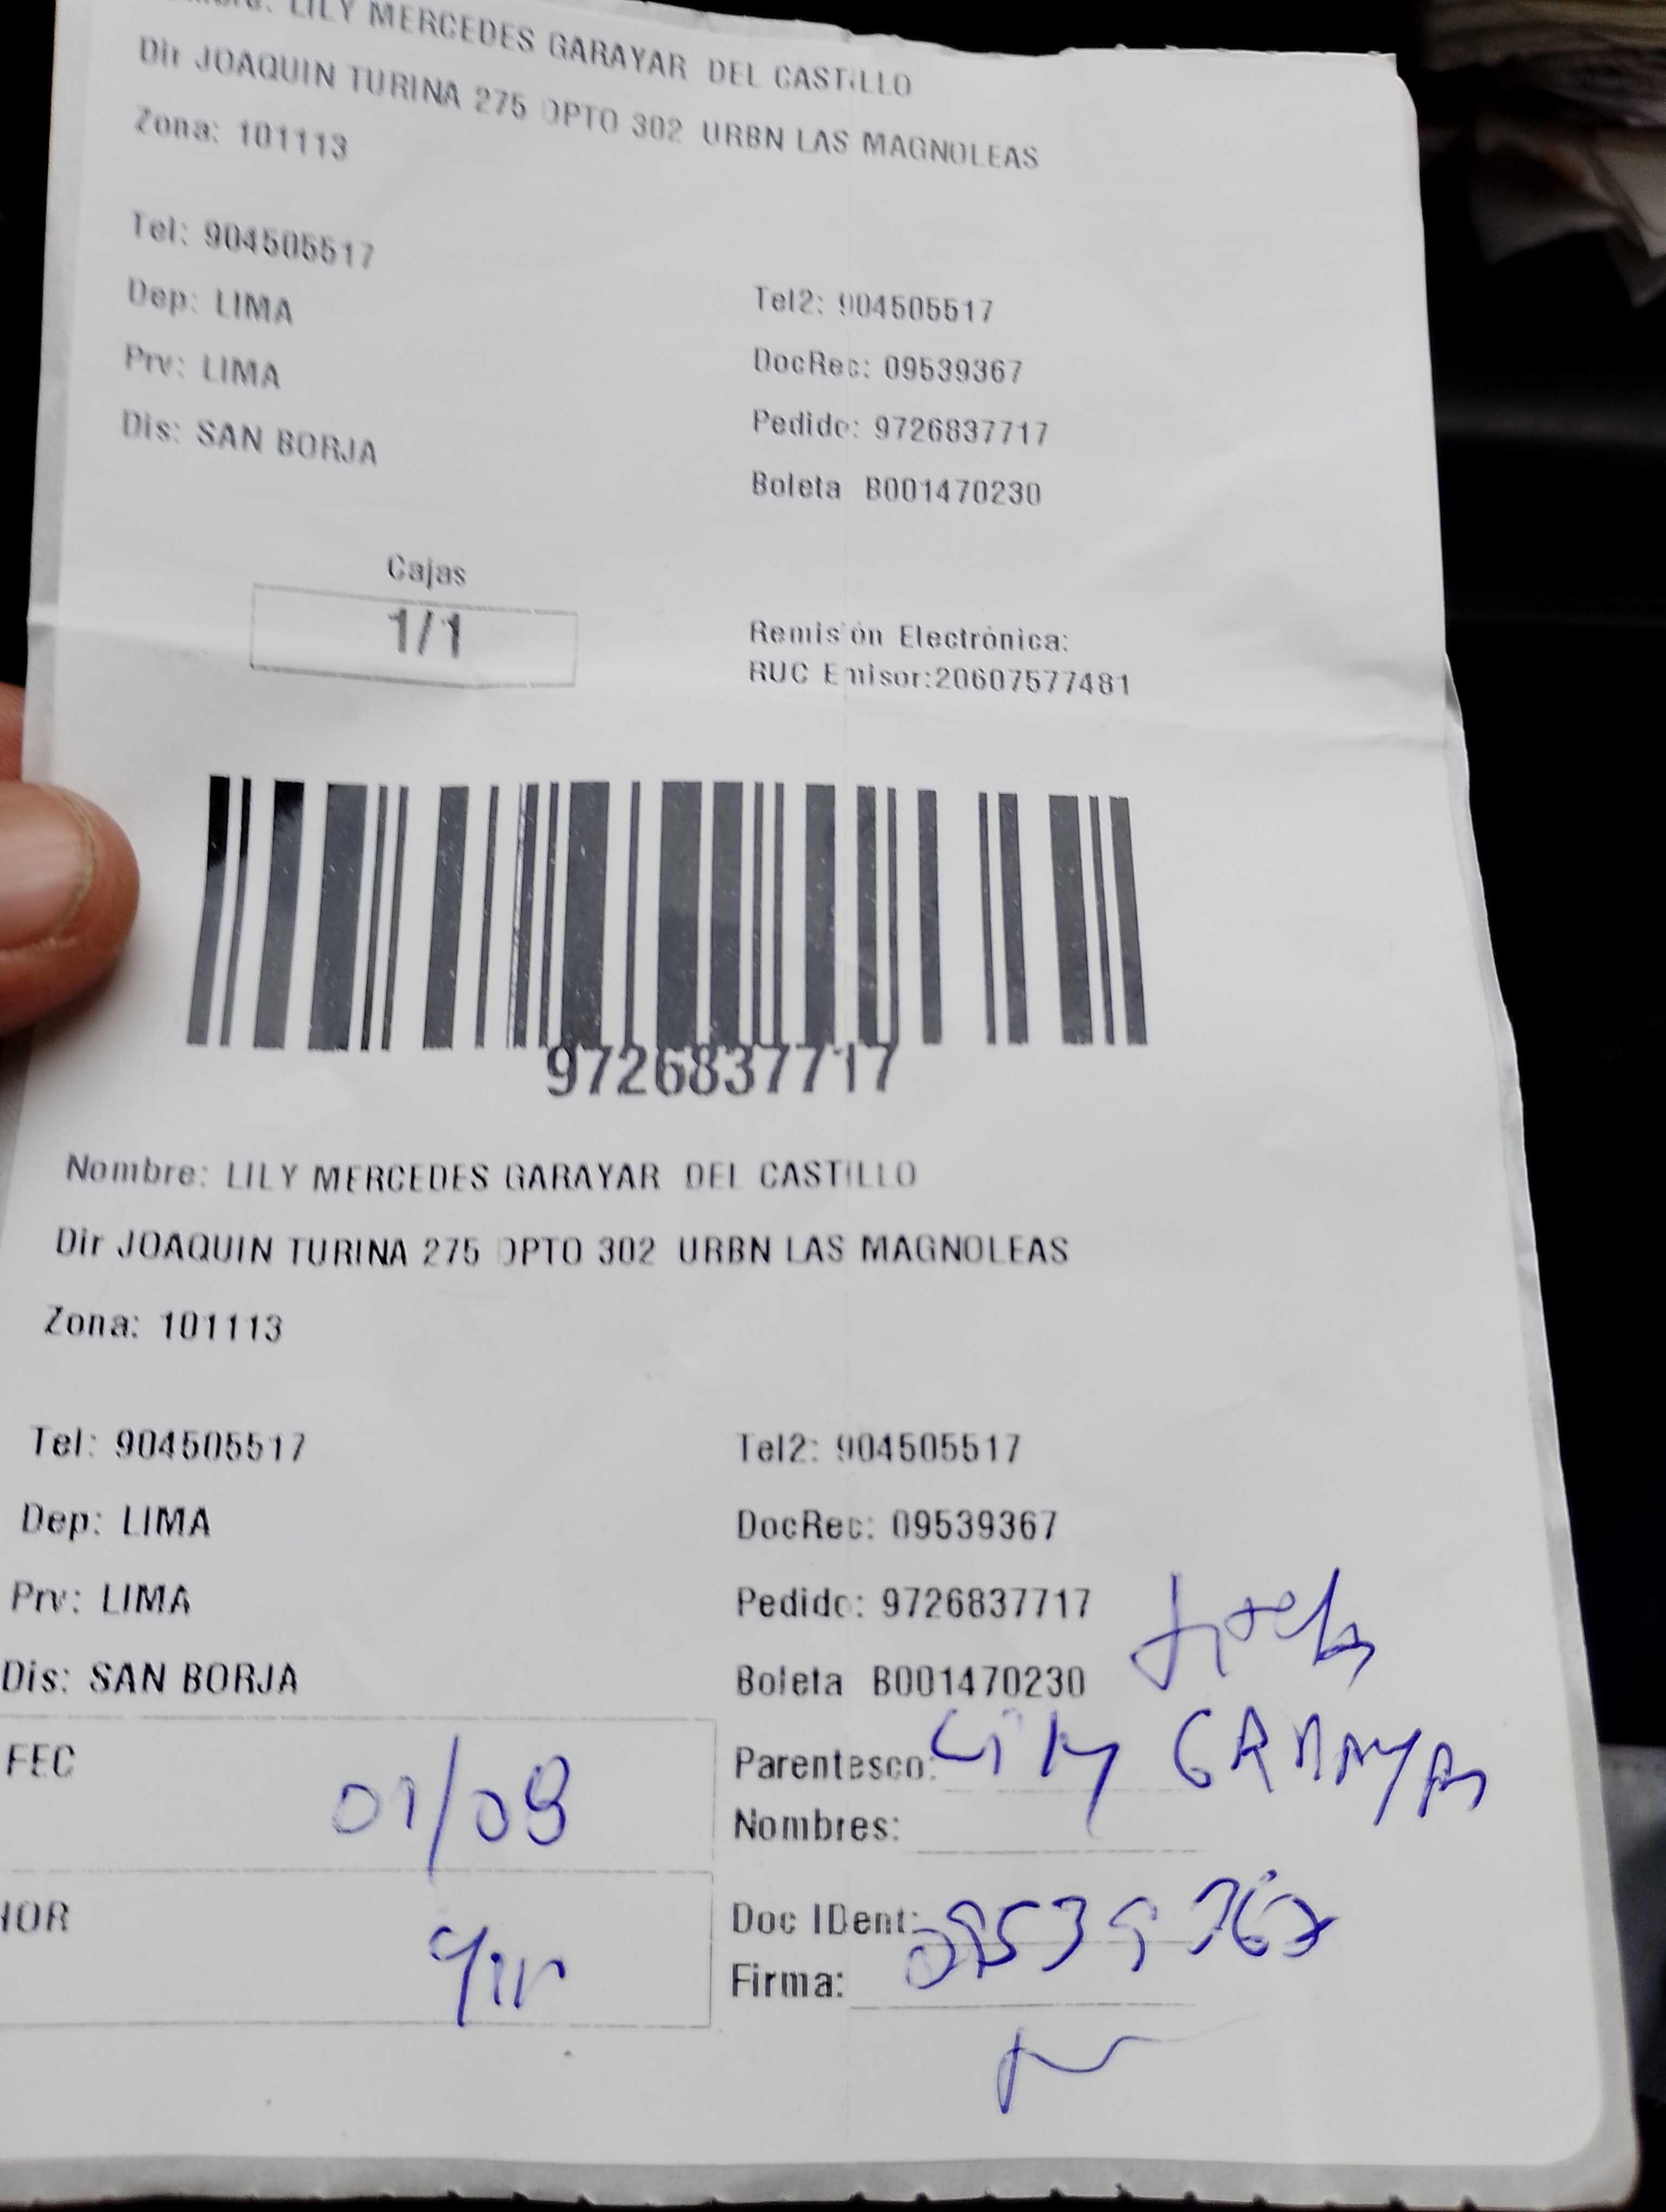 LILY MERCEDES GARAYAR DEL CASTILLO
Dir JOAQUIN TURINA 275 DPTO 302 URBN LAS MAGNOLEAS
Zona: 101113
Tel: 904505517
Tel2: 904505517
Dep: LIMA
DocRec: 09539367
Prv: LIMA
Pedido: 9726837717
Dis: SAN BORJA
Boleta B001470230
Cajas
1/1
Remisión Electrónica:
RUC Emisor:20607577481
9726837717
Nombre: LILY MERCEDES GARAYAR DEL CASTILLO
Dir JOAQUIN TURINA 275 DPTO 302 URBN LAS MAGNOLEAS
Zona: 101113
Tel: 904505517
Tel2: 904505517
Dep: LIMA
DocRec: 09539367
Prv: LIMA
Pedido: 9726837717
Dis: SAN BORJA
Boleta B001470230
FEC
Parentesco: Lily GARAYAR
Nombres:
HOR
Doc IDent: 09539367
Firma: